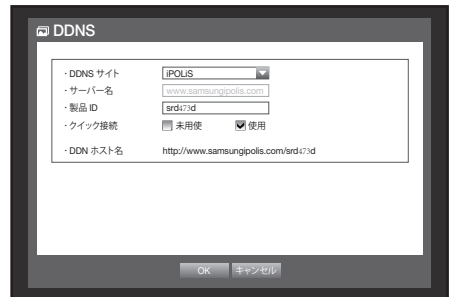 DDNS
· DDNS サイト iPOLiS
· サーバー名 www.samsungipolis.com
· 製品 ID srd473d
· クイック接続 未用使 使用
· DDN ホスト名 http://www.samsungipolis.com/srd473d
OK キャンセル